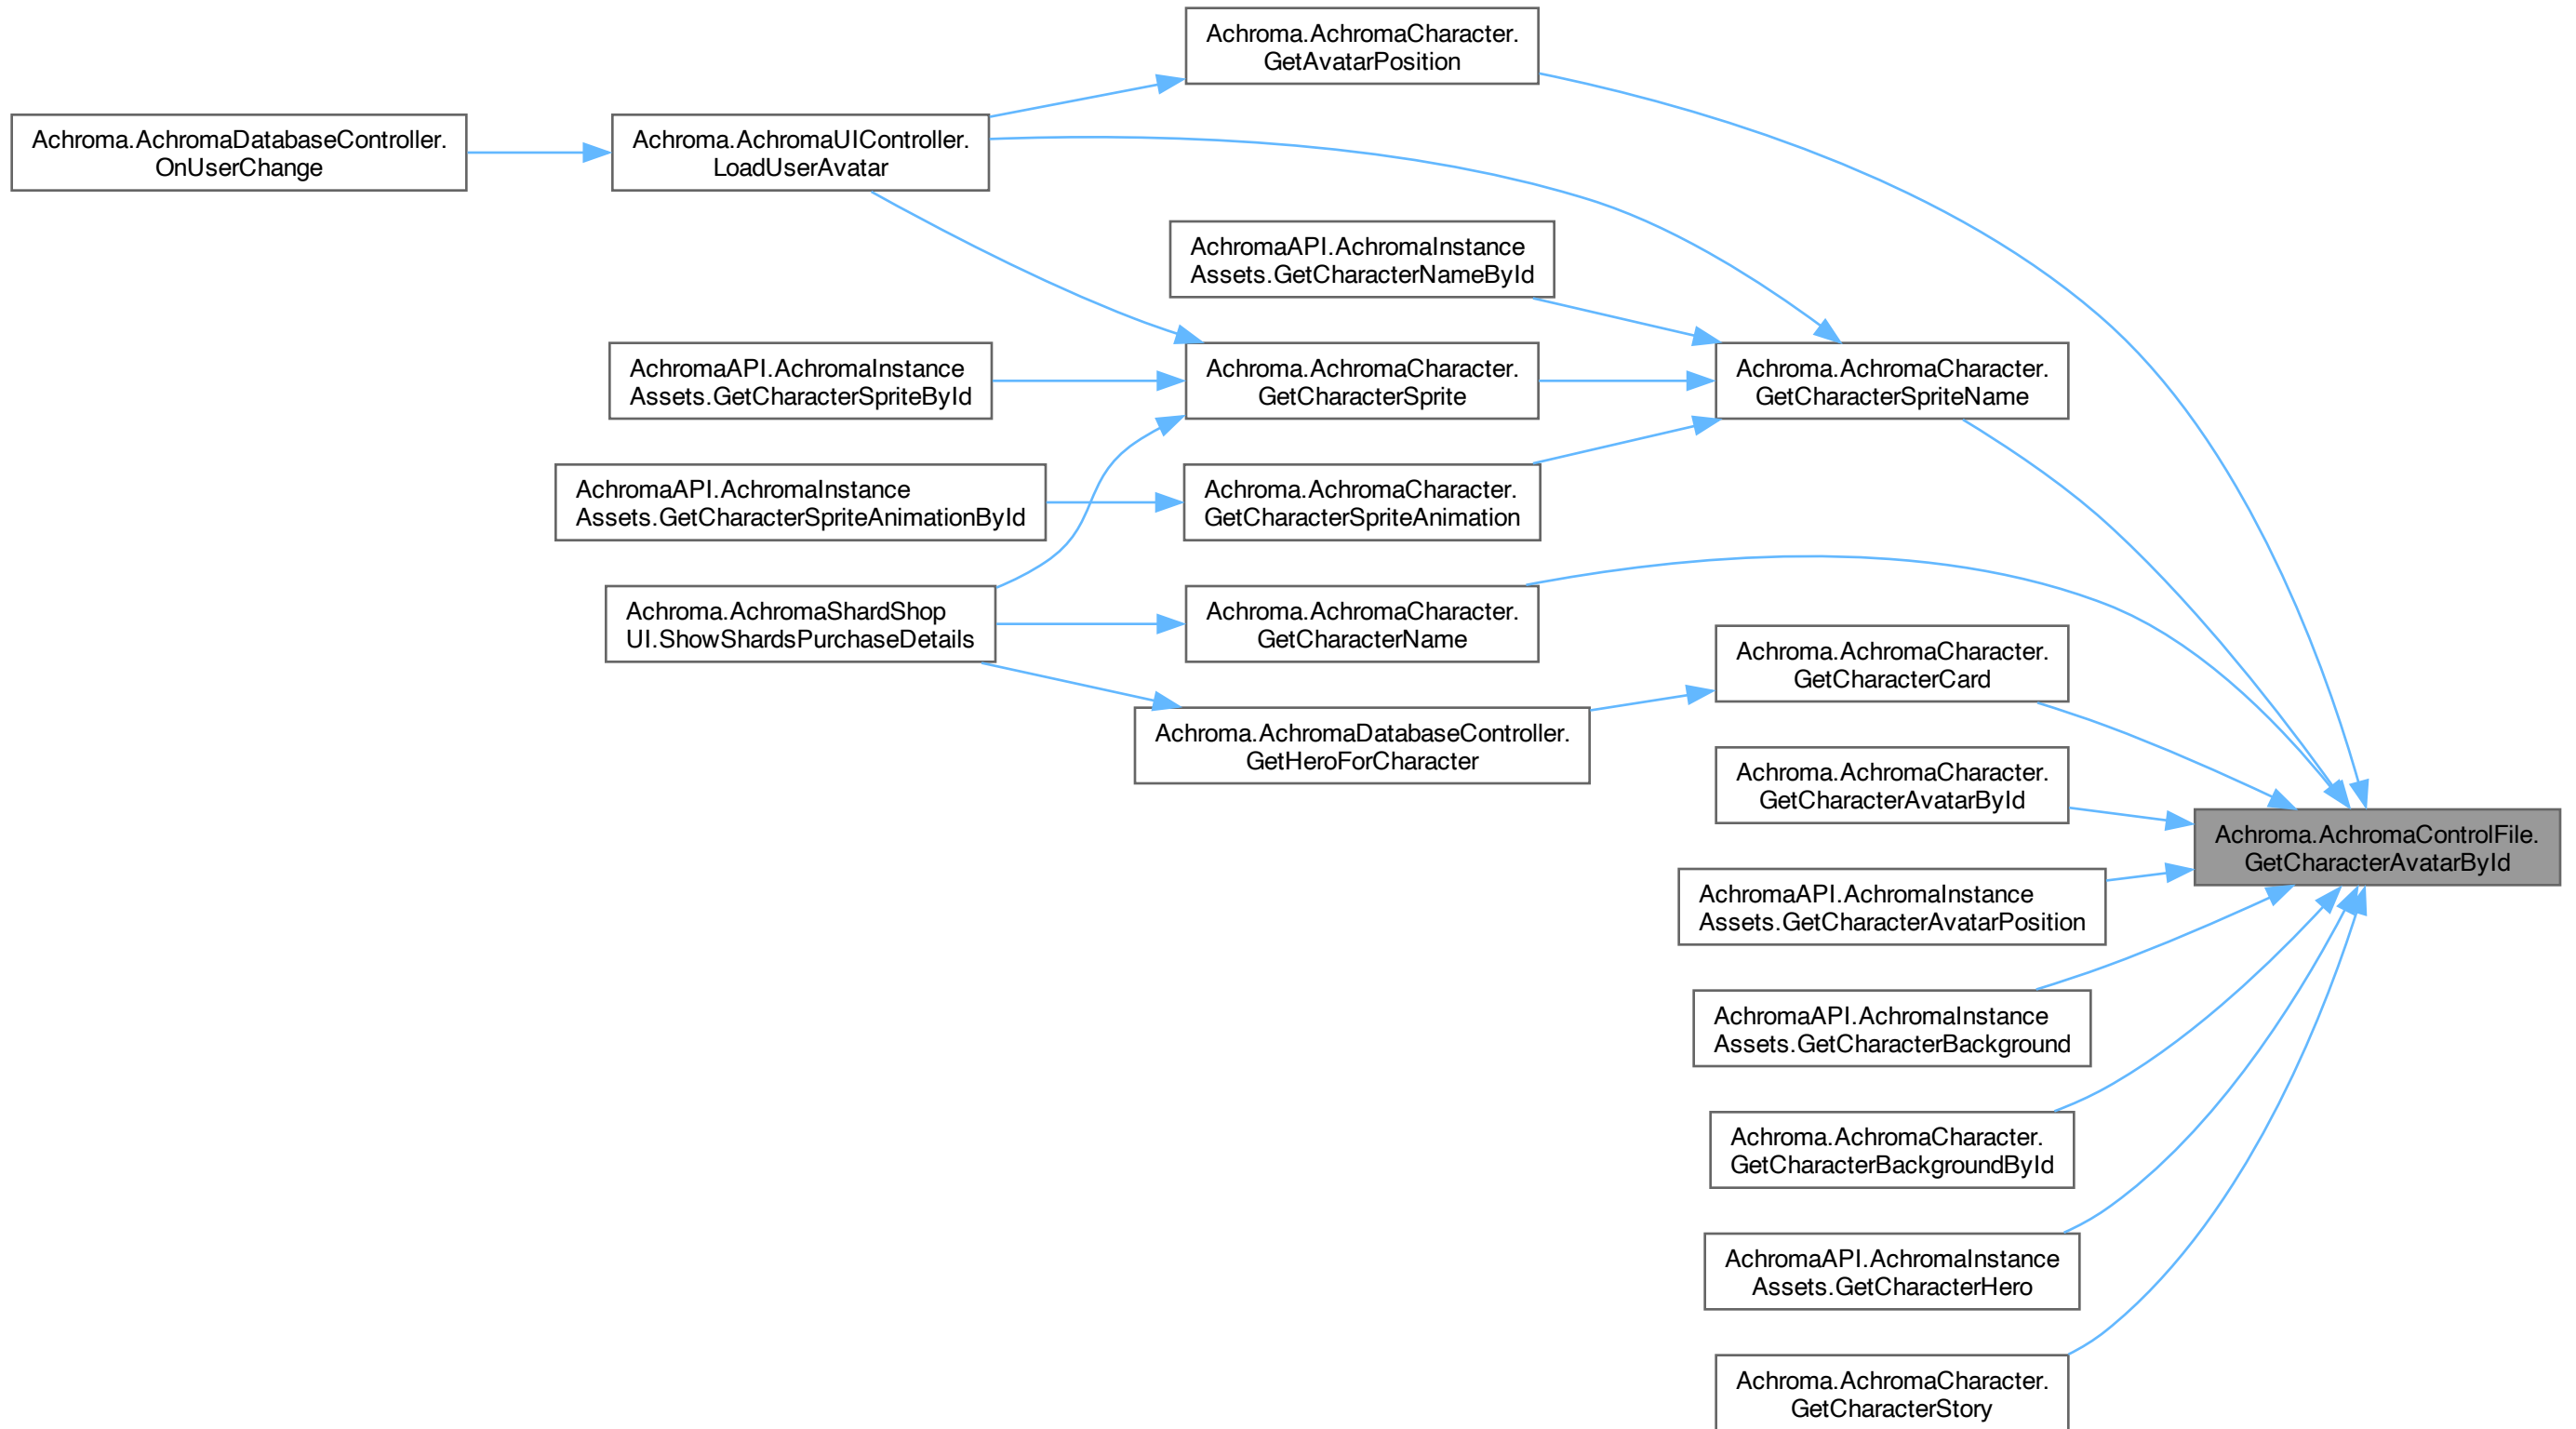 Achroma.AchromaCharacter.
GetAvatarPosition
Achroma.AchromaDatabaseController.
OnUserChange
Achroma.AchromaUIController.
LoadUserAvatar
AchromaAPI.AchromaInstance
Assets.GetCharacterNameById
AchromaAPI.AchromaInstance
Assets.GetCharacterSpriteById
Achroma.AchromaCharacter.
GetCharacterSprite
Achroma.AchromaCharacter.
GetCharacterSpriteName
AchromaAPI.AchromaInstance
Assets.GetCharacterSpriteAnimationById
Achroma.AchromaCharacter.
GetCharacterSpriteAnimation
Achroma.AchromaShardShop
UI.ShowShardsPurchaseDetails
Achroma.AchromaCharacter.
GetCharacterName
Achroma.AchromaCharacter.
GetCharacterCard
Achroma.AchromaDatabaseController.
GetHeroForCharacter
Achroma.AchromaCharacter.
GetCharacterAvatarById
Achroma.AchromaControlFile.
GetCharacterAvatarById
AchromaAPI.AchromaInstance
Assets.GetCharacterAvatarPosition
AchromaAPI.AchromaInstance
Assets.GetCharacterBackground
Achroma.AchromaCharacter.
GetCharacterBackgroundById
AchromaAPI.AchromaInstance
Assets.GetCharacterHero
Achroma.AchromaCharacter.
GetCharacterStory